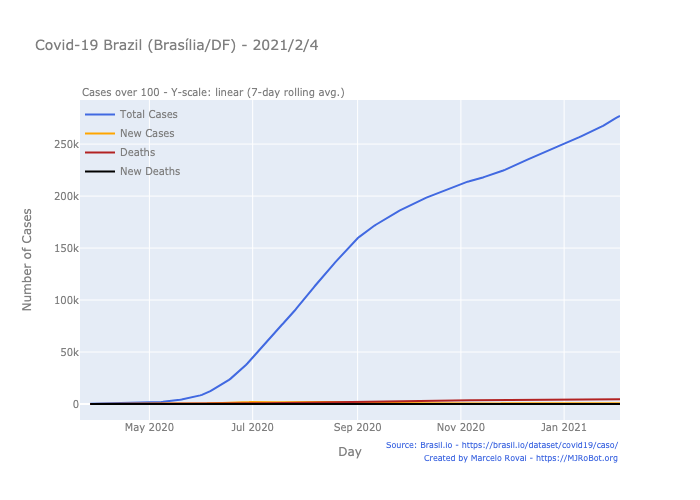 Covid-19 Brazil (Brasília/DF) - 2021/2/4
Cases over 100 - Y-scale: linear (7-day rolling avg.)
Total Cases
New Cases
Deaths
New Deaths
Number of Cases
250k
200k
150k
100k
50k
0
May 2020 Jul 2020 Sep 2020 Nov 2020 Jan 2021
Day
Source: Brasil.io - https://brasil.io/dataset/covid19/caso/
Created by Marcelo Rovai - https://MJRoBot.org